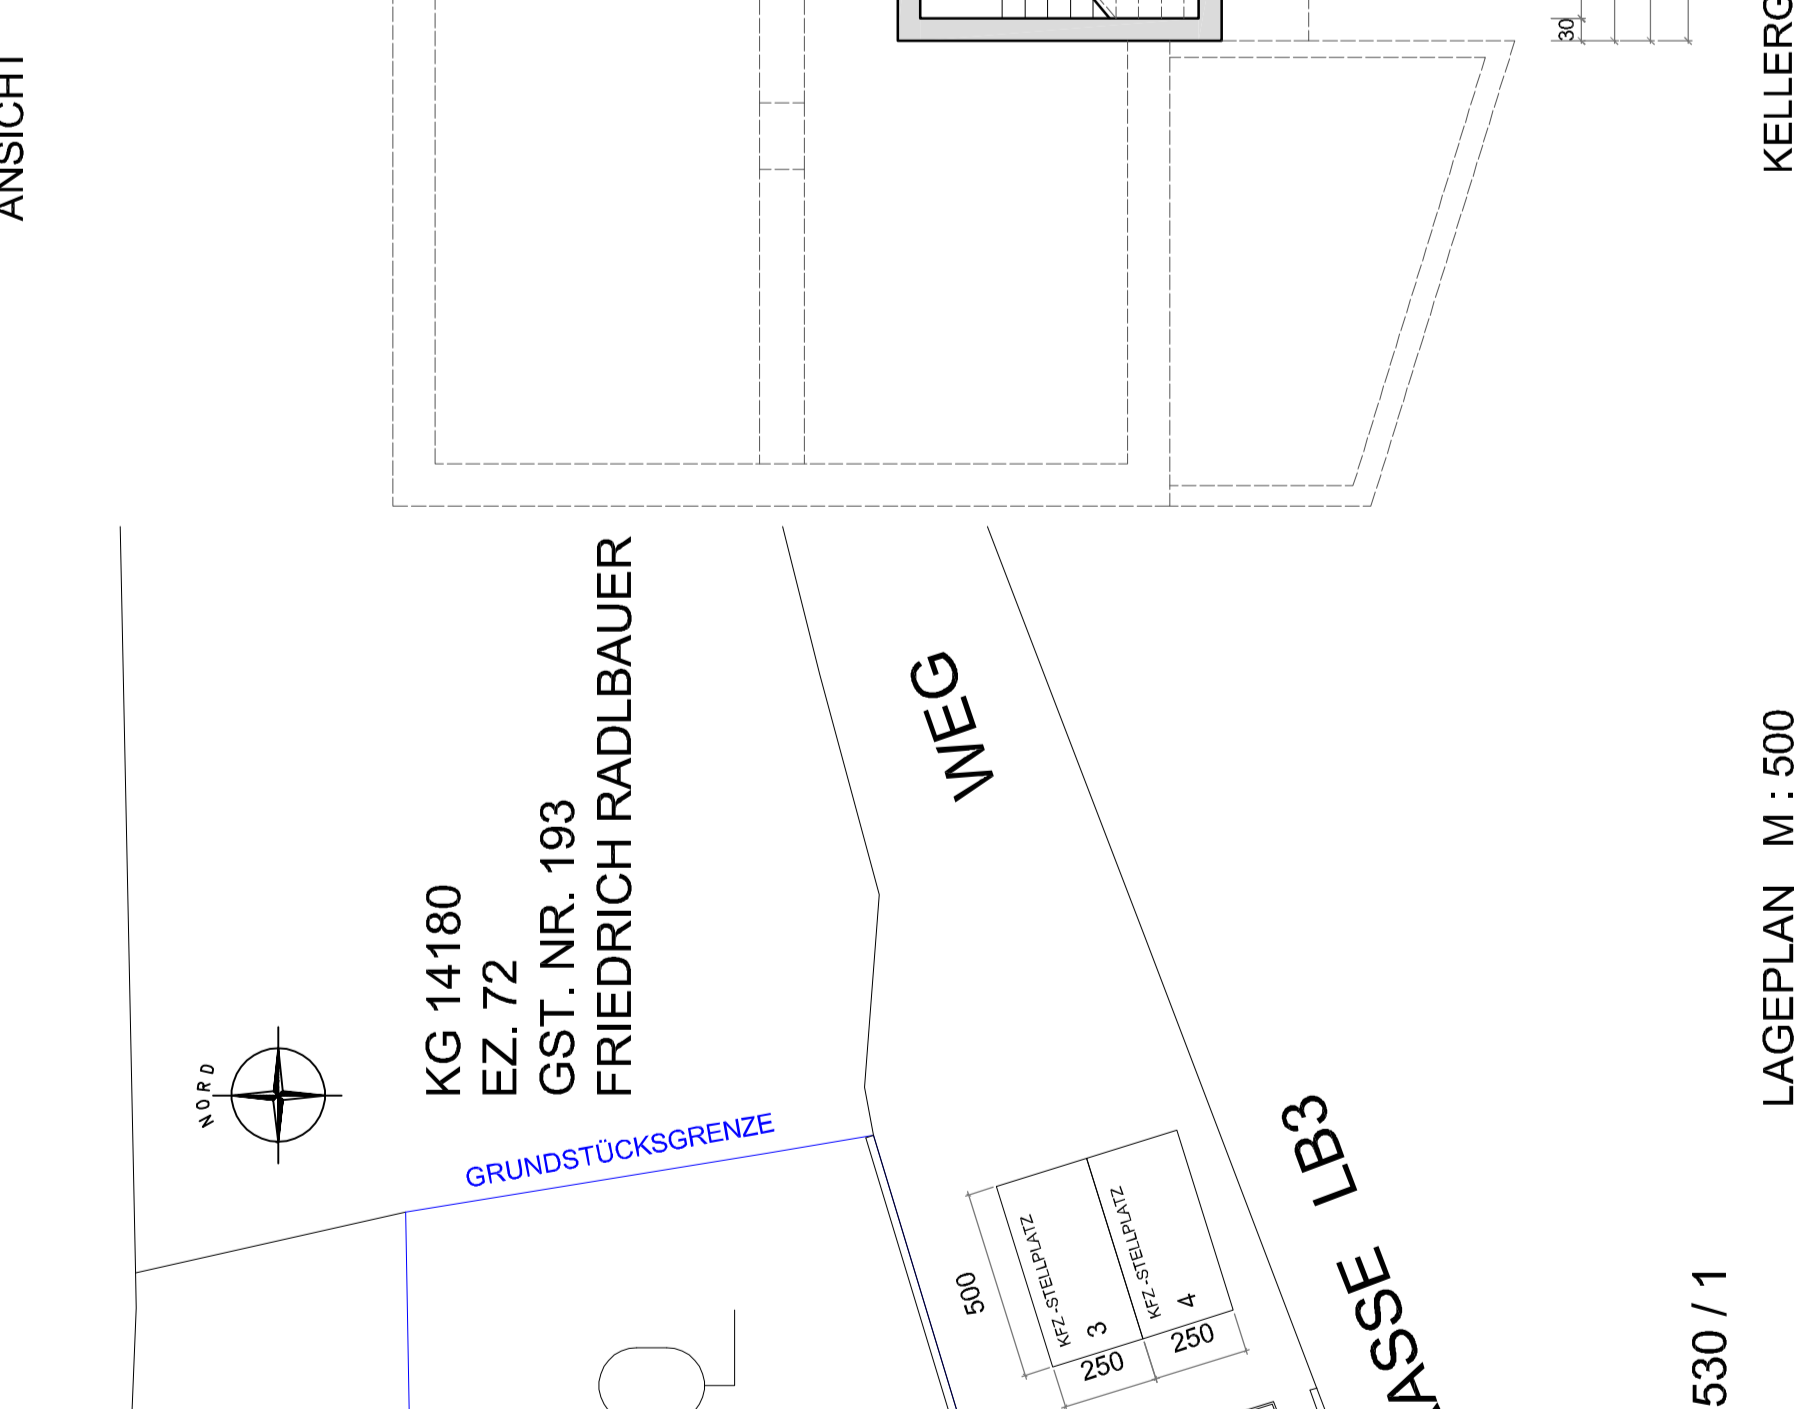 ANSICHT
30
KELLERG
KG 14180
EZ. 72
GST. NR. 193
FRIEDRICH RADLBAUER
WEG
NORD
GRUNDSTÜCKSGRENZE
500
KFZ.-STELLPLATZ
3
KFZ.-STELLPLATZ
4
250
250
ASSE LB3
LAGEPLAN M : 500
530 / 1